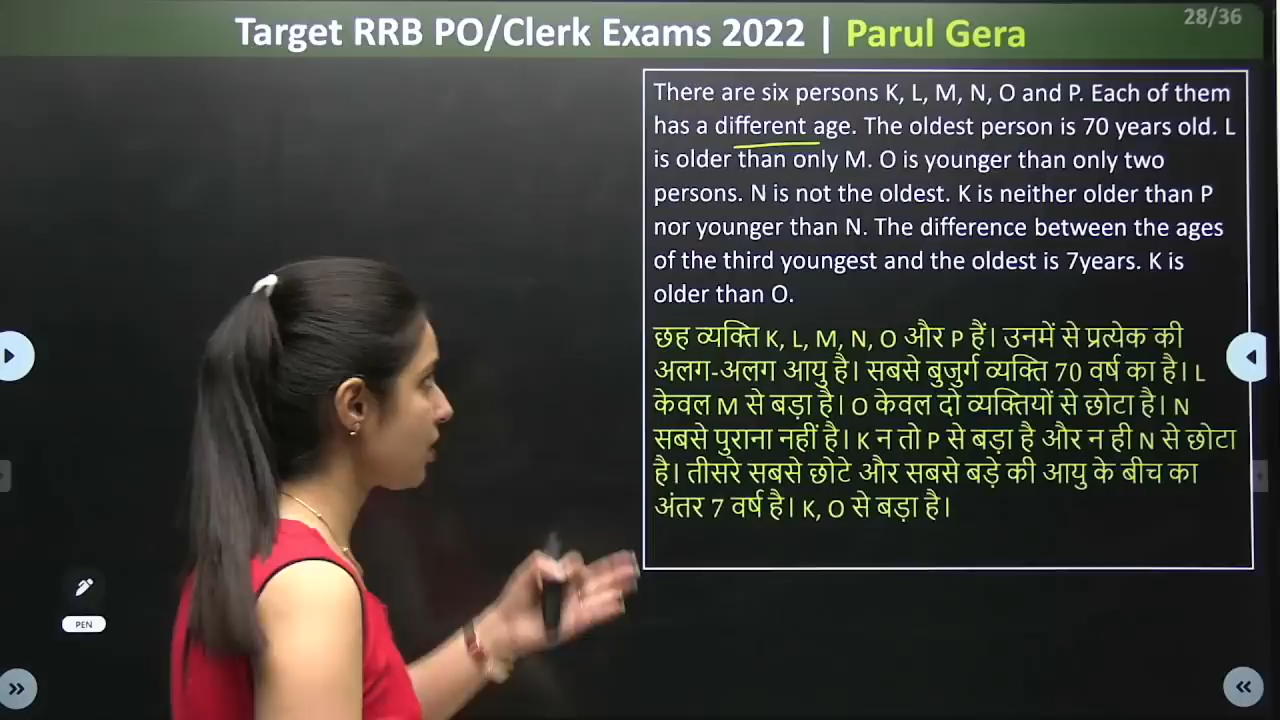 28/36
Target RRB PO/Clerk Exams 2022 | Parul Gera
There are six persons K, L, M, N, O and P. Each of them
has a different age. The oldest person is 70 years old. L
is older than only M. O is younger than only two
persons. N is not the oldest. K is neither older than P
nor younger than N. The difference between the ages
of the third youngest and the oldest is 7years. K is
older than O.
छह व्यक्ति K, L, M, N, O और P हैं। उनमें से प्रत्येक की
अलग-अलग आयु है। सबसे बुजुर्ग व्यक्ति 70 वर्ष का है। L
केवल M से बड़ा है। O केवल दो व्यक्तियों से छोटा है। N
सबसे पुराना नहीं है। K न तो P से बड़ा है और न ही N से छोटा
है। तीसरे सबसे छोटे और सबसे बड़े की आयु के बीच का
अंतर 7 वर्ष है। K, O से बड़ा है।
PEN